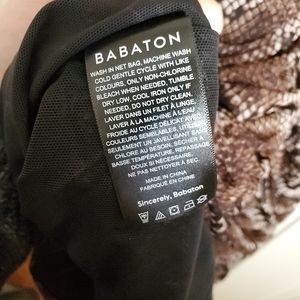 BABATON
WASH IN NET BAG, MACHINE WASH
COLD GENTLE CYCLE WITH LIKE
COLOURS, ONLY NON-CHLORINE
BLEACH WHEN NEEDED, TUMBLE
DRY LOW, COOL IRON ONLY IF
NEEDED, DO NOT DRY CLEAN.
LAVER DANS UN FILET À LINGE,
LAVER À LA MACHINE À L'EAU
FROIDE AU CYCLE DÉLICAT AVEC
COULEURS SEMBLABLES, UTILISER
SEULEMENT UN JAVELLISANT SANS
CHLORE AU BESOIN, SÉCHER À
BASSE TEMPÉRATURE, REPASSAGE
DOUX SI NÉCESSAIRE,
NE PAS NETTOYER À SEC.
MADE IN CHINA
FABRIQUÉ EN CHINE
Sincerely, Babaton